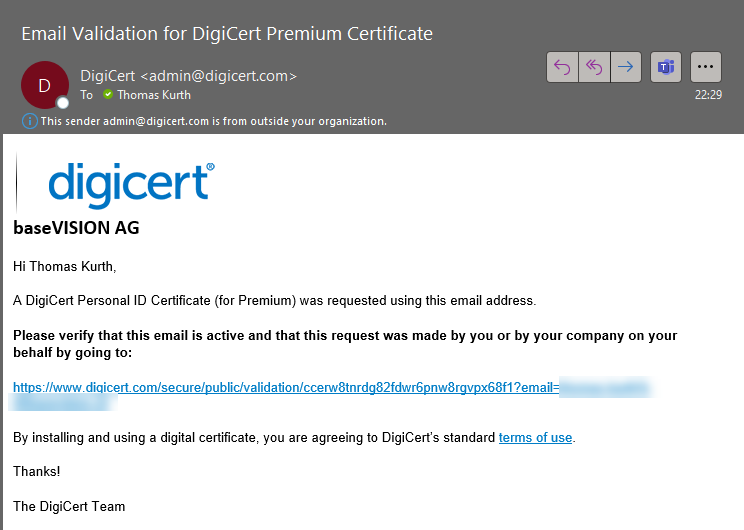 Email Validation for DigiCert Premium Certificate
D
DigiCert <admin@digicert.com>
To Thomas Kurth
22:29
This sender admin@digicert.com is from outside your organization.
digicert®
baseVISION AG
Hi Thomas Kurth,
A DigiCert Personal ID Certificate (for Premium) was requested using this email address.
Please verify that this email is active and that this request was made by you or by your company on your
behalf by going to:
https://www.digicert.com/secure/public/validation/ccerw8tnrdg82fdwr6pnw8rgvpx68f1?email=
By installing and using a digital certificate, you are agreeing to DigiCert's standard terms of use.
Thanks!
The DigiCert Team